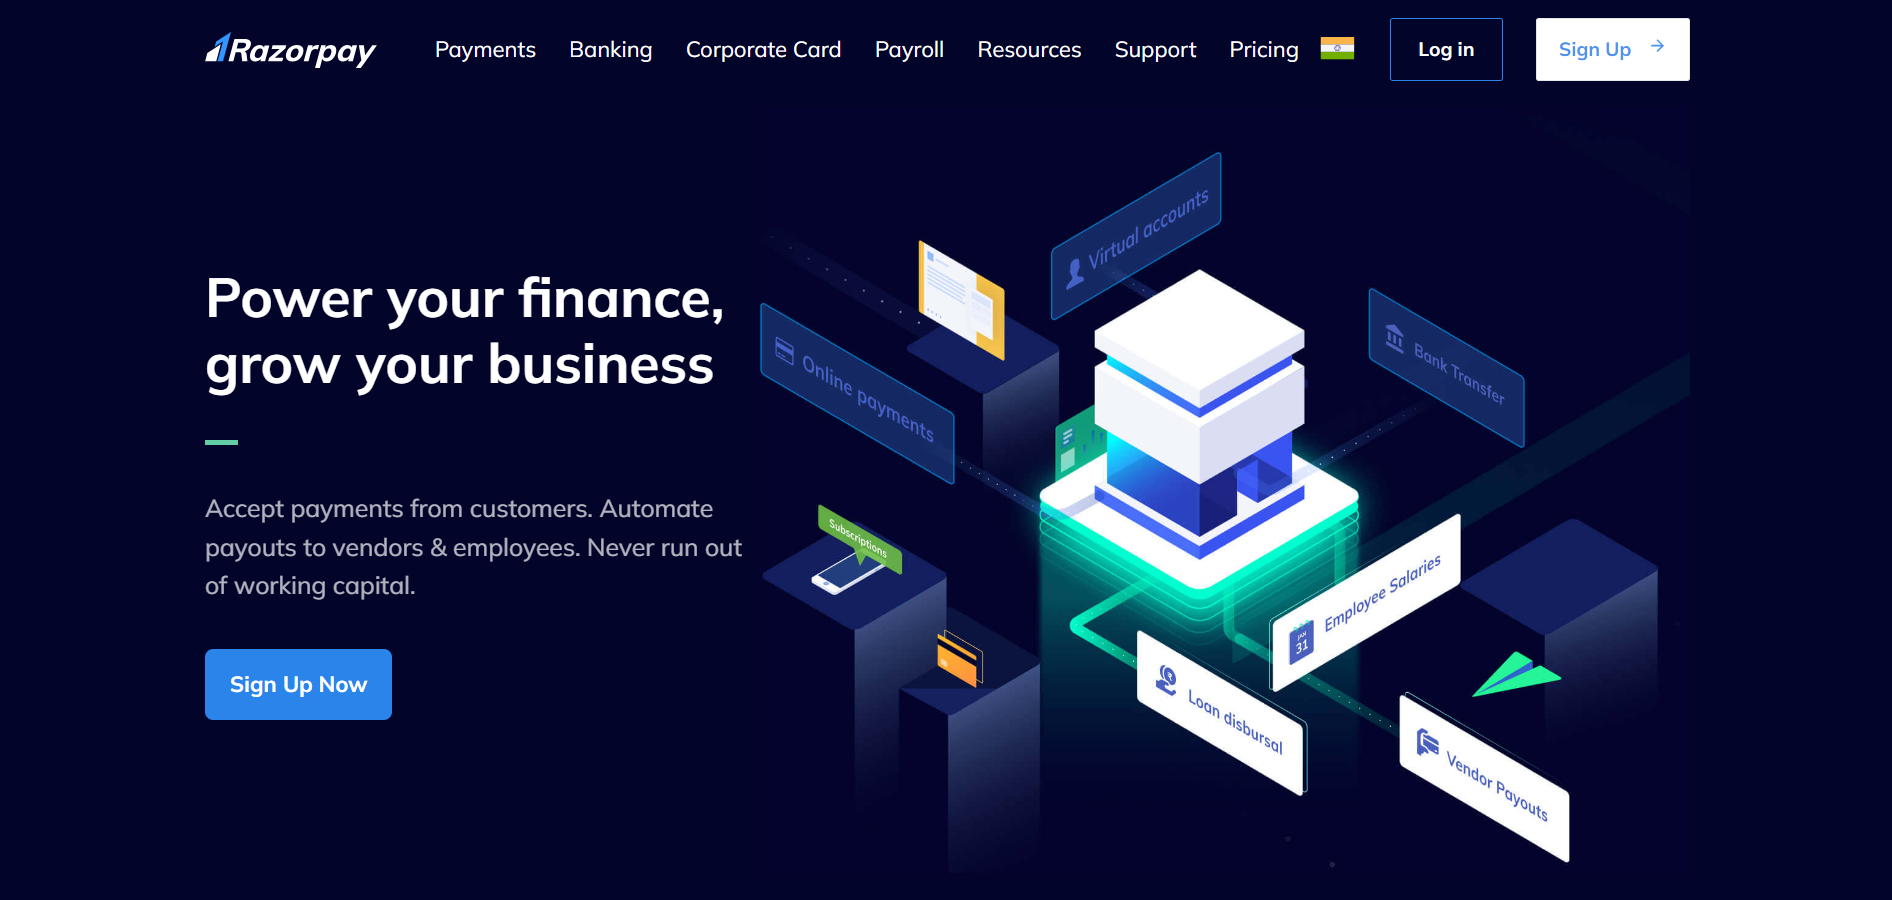 Razorpay
Payments
Banking
Corporate Card
Payroll
Resources
Support
Pricing
Log in
Sign Up
Power your finance,
grow your business
Accept payments from customers. Automate
payouts to vendors & employees. Never run out
of working capital.
Sign Up Now
Virtual accounts
Online payments
Bank Transfer
Subscriptions
Employee Salaries
JAN
31
Loan disbursal
Vendor Payouts